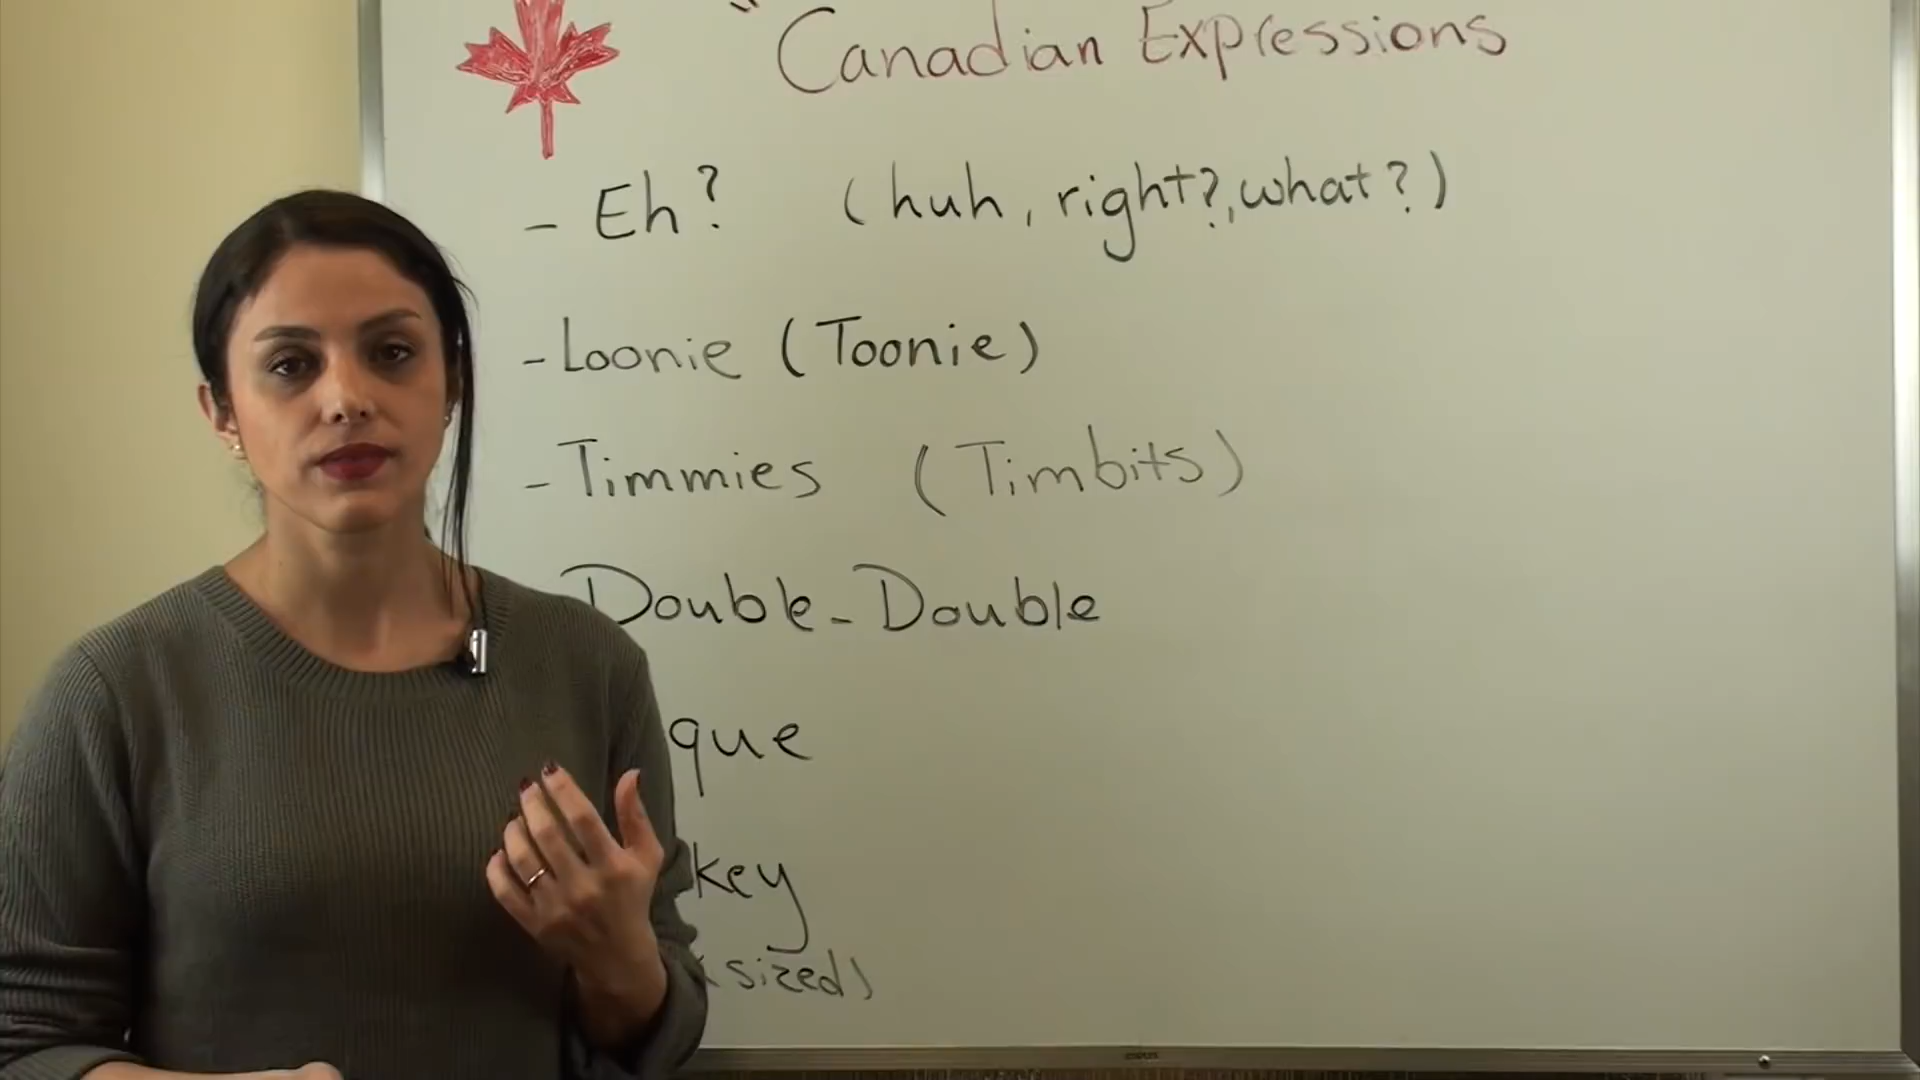 "Canadian Expressions
- Eh? (huh, right?, what?)
- Loonie (Toonie)
- Timmies (Timbits)
Double-Double
que
key
(sized)